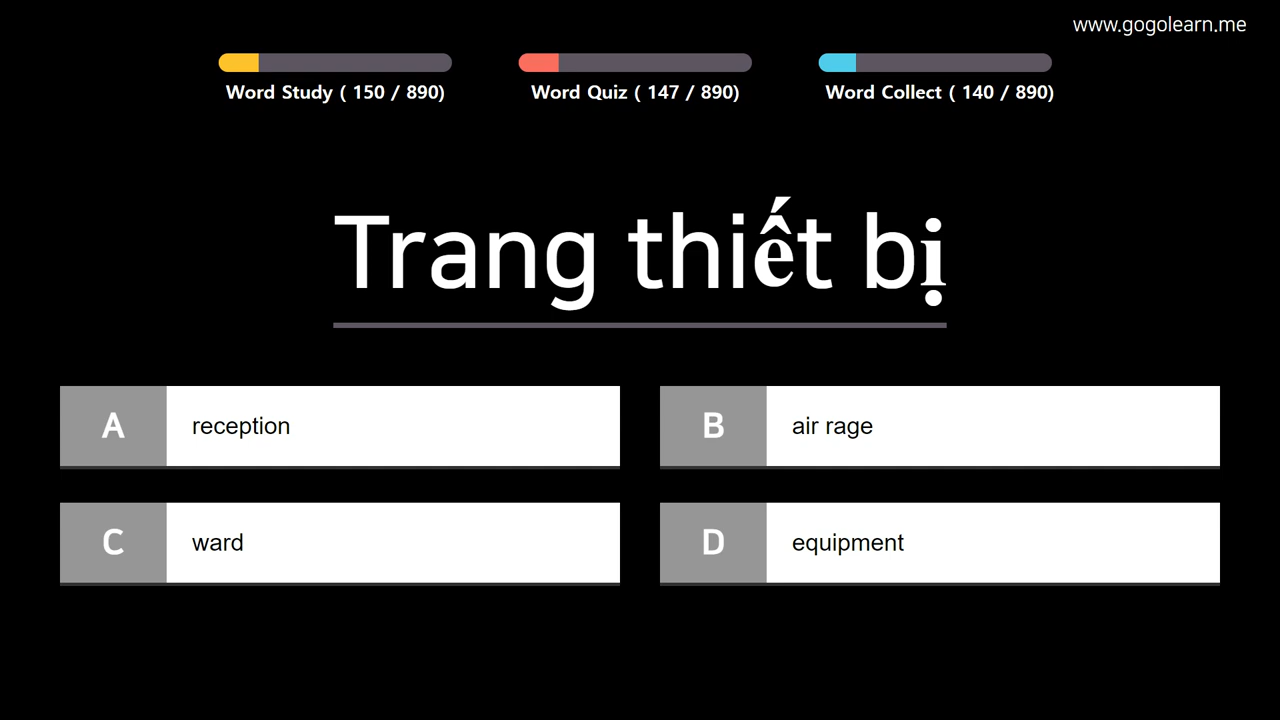 www.gogolearn.me
Word Study ( 150 / 890)
Word Quiz ( 147 / 890)
Word Collect ( 140 / 890)
Trang thiết bị
A
reception
B
air rage
C
ward
D
equipment